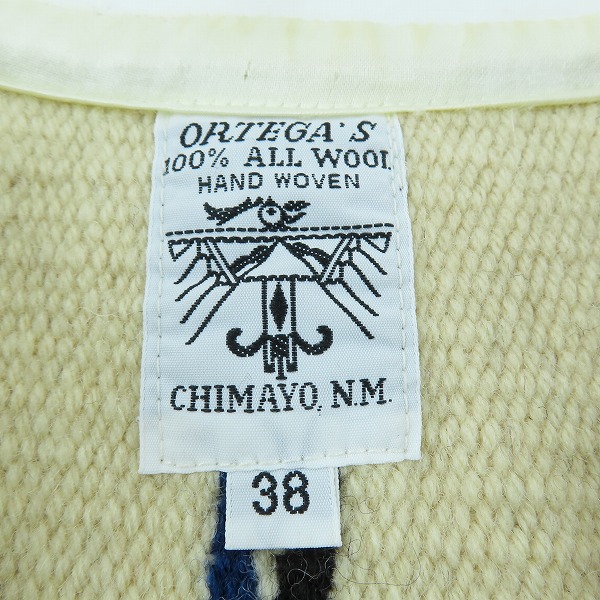 ORTEGA'S
100% ALL WOOL
HAND WOVEN
CHIMAYO, N.M.
38